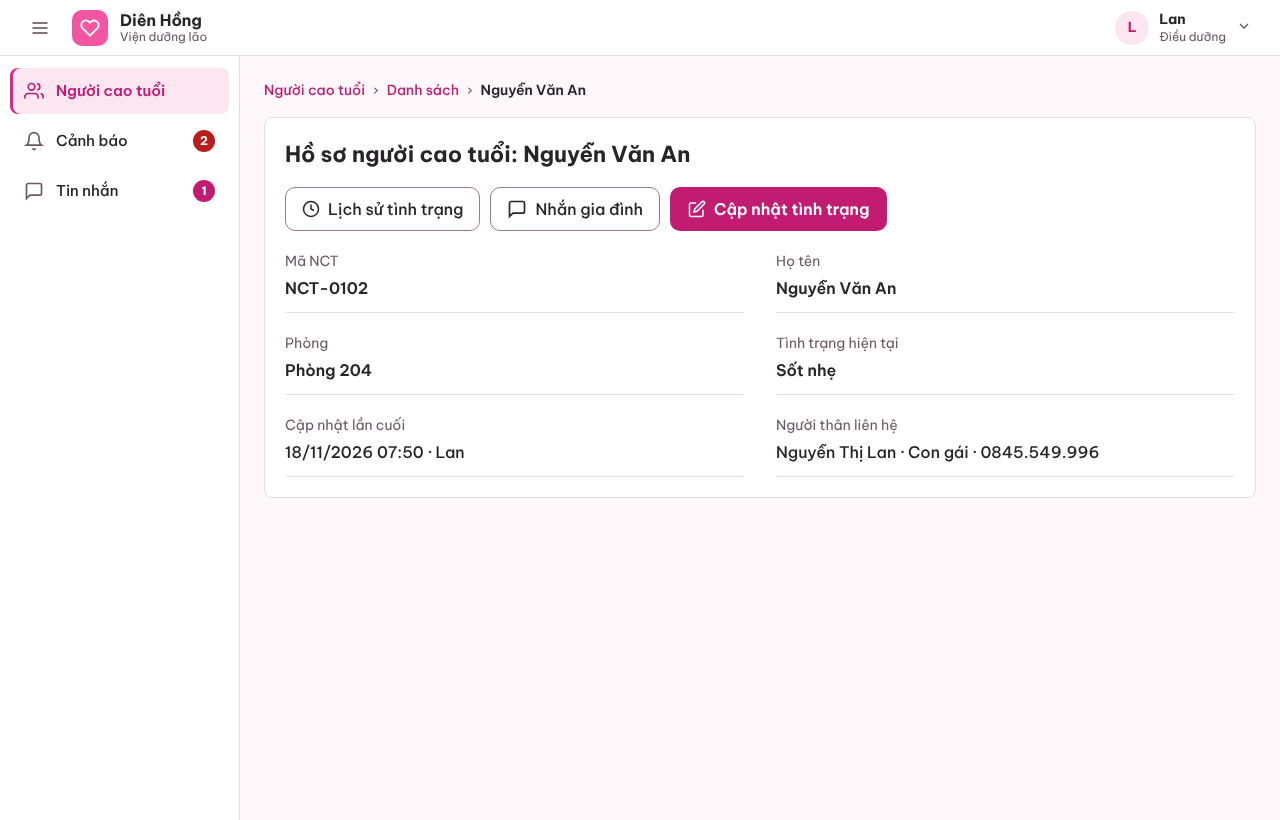 Diên Hồng
Viện dưỡng lão
L
Lan
Điều dưỡng
Người cao tuổi
Cảnh báo 2
Tin nhắn 1
Người cao tuổi › Danh sách › Nguyễn Văn An
Hồ sơ người cao tuổi: Nguyễn Văn An
Lịch sử tình trạng
Nhắn gia đình
Cập nhật tình trạng
Mã NCT
NCT-0102
Họ tên
Nguyễn Văn An
Phòng
Phòng 204
Tình trạng hiện tại
Sốt nhẹ
Cập nhật lần cuối
18/11/2026 07:50 · Lan
Người thân liên hệ
Nguyễn Thị Lan · Con gái · 0845.549.996